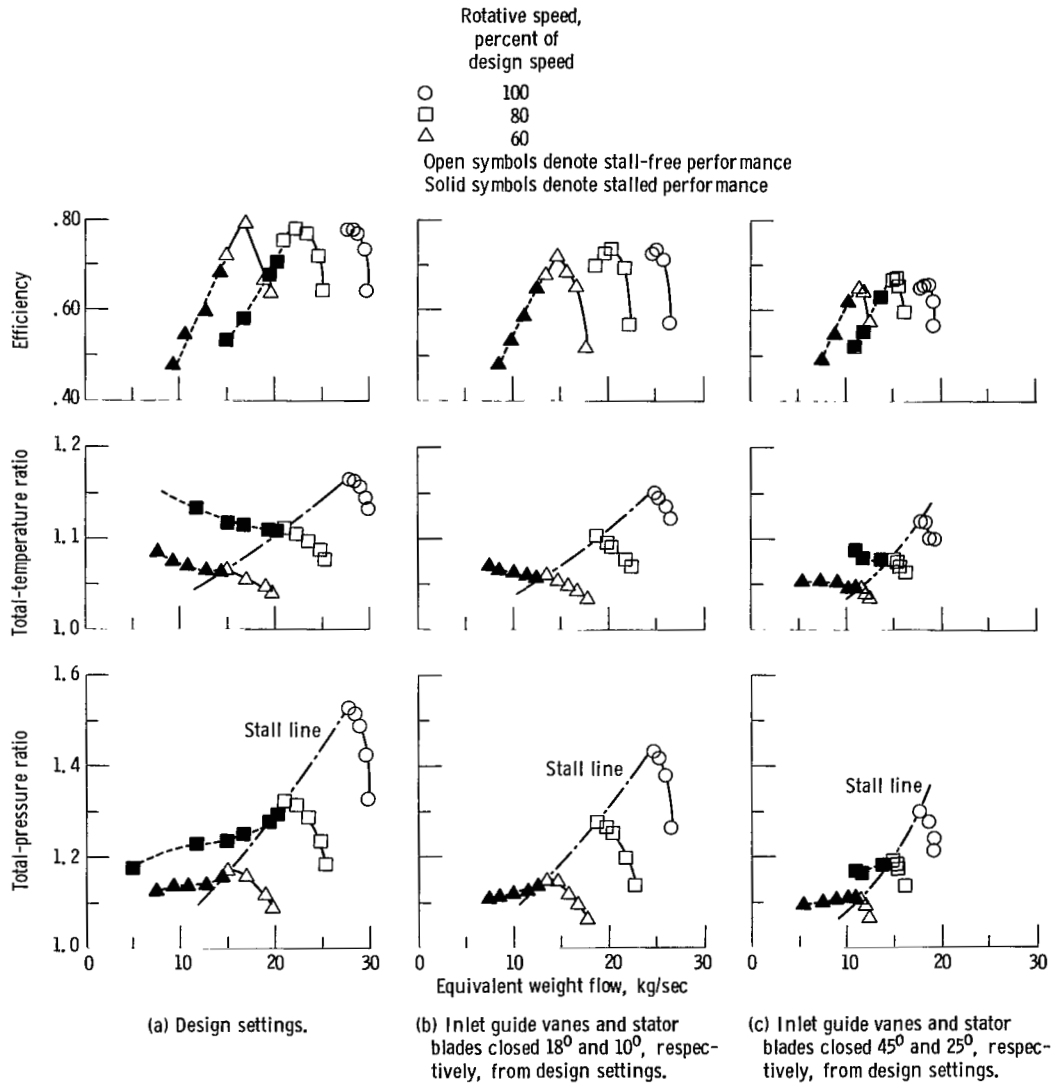 Rotative speed,
percent of
design speed
100
80
60
Open symbols denote stall-free performance
Solid symbols denote stalled performance
Efficiency
.80
.60
.40
Total-temperature ratio
1.2
1.1
1.0
Total-pressure ratio
1.6
1.4
1.2
1.0
Stall line
Stall line
Stall line
0 10 20 30 0 10 20 30 0 10 20 30
Equivalent weight flow, kg/sec
(a) Design settings.
(b) Inlet guide vanes and stator
blades closed 18⁰ and 10⁰, respec-
tively, from design settings.
(c) Inlet guide vanes and stator
blades closed 45⁰ and 25⁰, respec-
tively, from design settings.